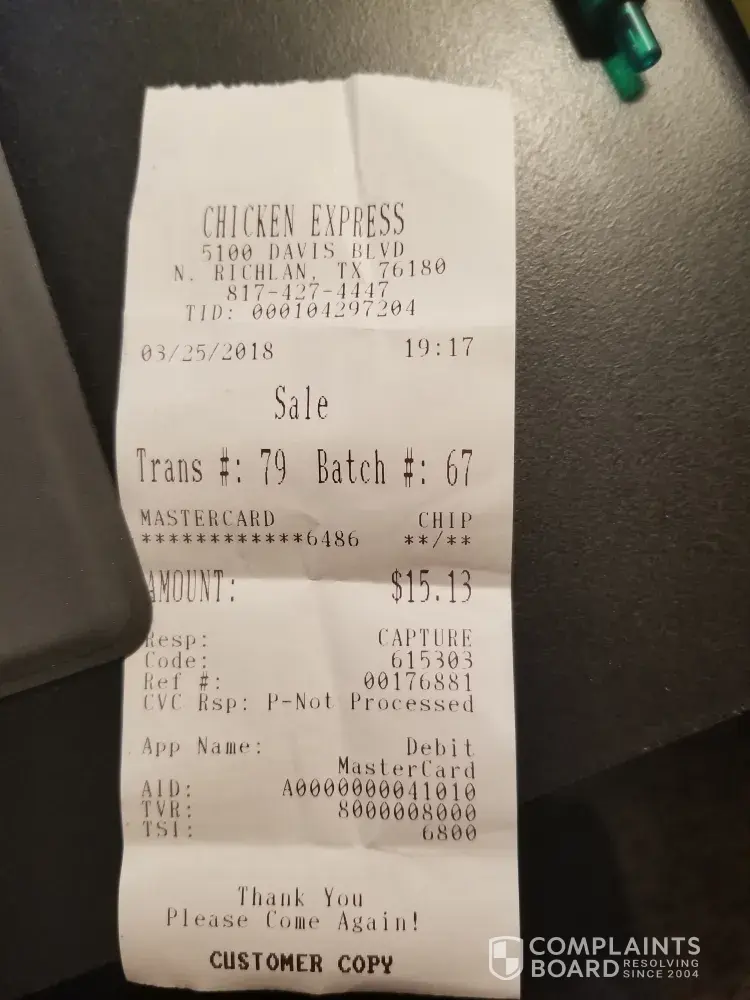 CHICKEN EXPRESS
5100 DAVIS BLVD
N. RICHLAN, TX 76180
817-427-4447
TID: 000104297204
03/25/2018 19:17
Sale
Trans #: 79 Batch #: 67
MASTERCARD CHIP
************6486 **/**
AMOUNT: $15.13
Resp: CAPTURE
Code: 615303
Ref #: 00176881
CVC Rsp: P-Not Processed
App Name: Debit
MasterCard
AID: A0000000041010
TVR: 8000008000
TSI: 6800
Thank You
Please Come Again!
CUSTOMER COPY
COMPLAINTS
BOARD RESOLVING
SINCE 2004